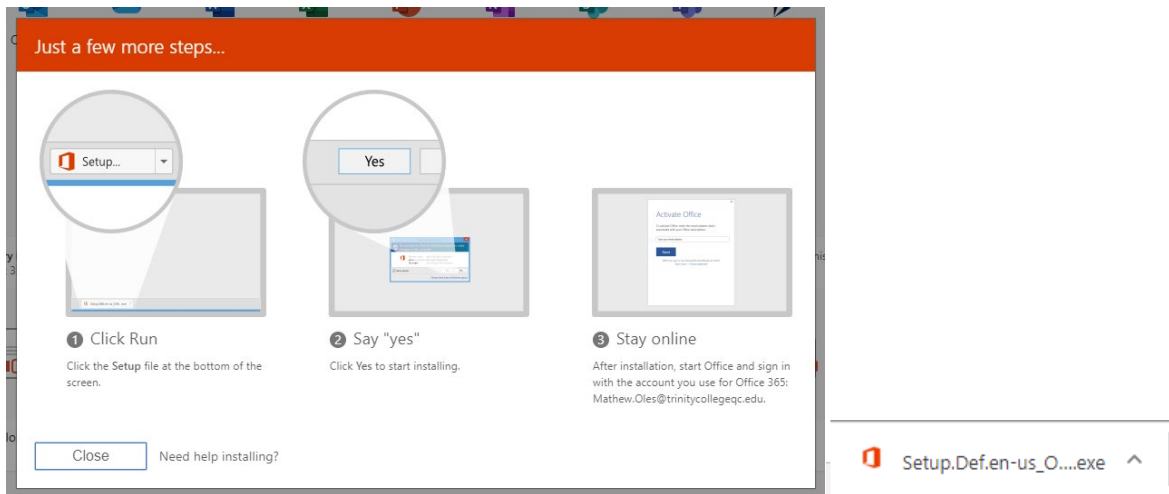 Just a few more steps...
Setup...
Yes
Activate Office
Next
1 Click Run
2 Say "yes"
3 Stay online
Click the Setup file at the bottom of the
screen.
Click Yes to start installing.
After installation, start Office and sign in
with the account you use for Office 365:
Mathew.Oles@trinitycollegeqc.edu.
Close
Need help installing?
Setup.Def.en-us_O....exe